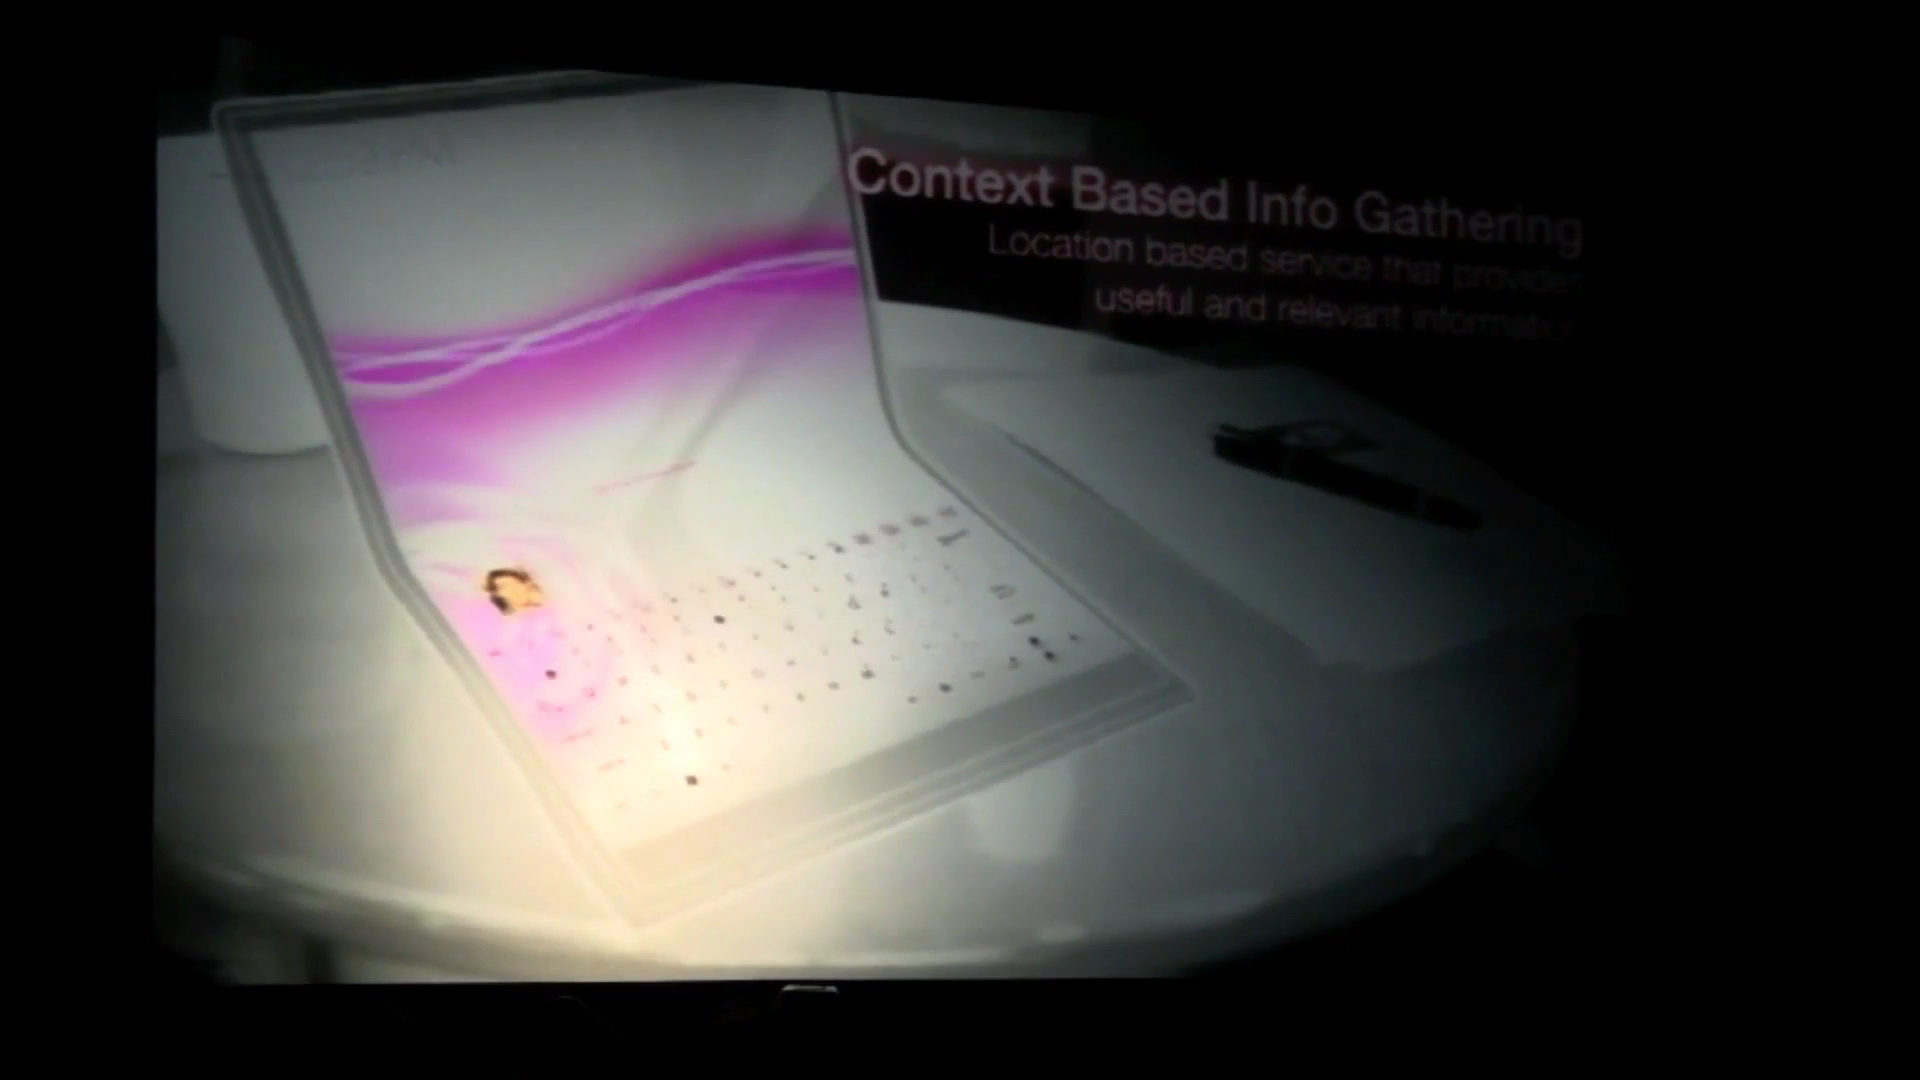 Context Based Info Gathering
Location based service that provides
useful and relevant information